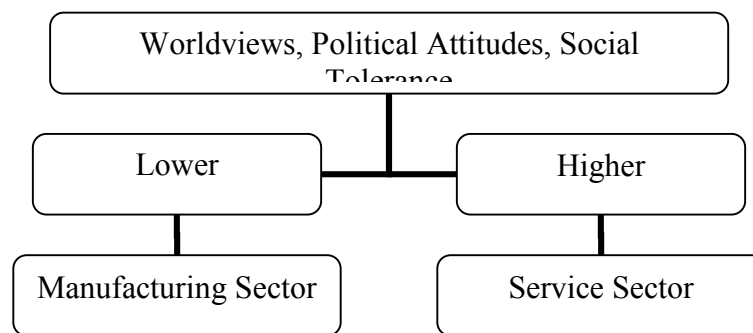 Worldviews, Political Attitudes, Social
Tolerance
Lower
Higher
Manufacturing Sector
Service Sector